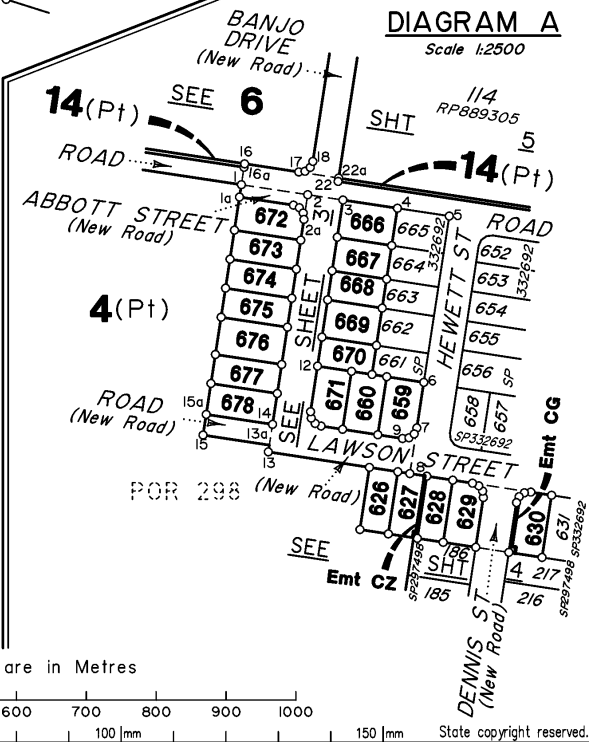 DIAGRAM A
Scale 1:2500
BANJO
DRIVE
(New Road)
SEE 6
114
RP889305
SHT
5
14(Pt)
ROAD
16
16a
17
18
22a
22
14(Pt)
1
1a
2
2a
3
4
5
ABBOTT STREET
(New Road)
ROAD
672
673
674
675
676
677
678
SEE
SHEET
3
666
667
668
669
670
671
660
659
665
664
663
662
661
SP
332692
HEWETT ST
652
653
654
655
656
SP
332692
658
657
SP332692
4(Pt)
12
6
7
9
8
ROAD
(New Road)
15a
15
14
13a
13
LAWSON STREET
(New Road)
POR 298
626
627
628
629
630
631
SP332692
Emt CG
Emt CZ
SEE
SHT
4
SP297498
186
185
217
216
SP297498
DENNIS ST
(New Road)
are in Metres
600 700 800 900 1000
100 mm 150 mm State copyright reserved.